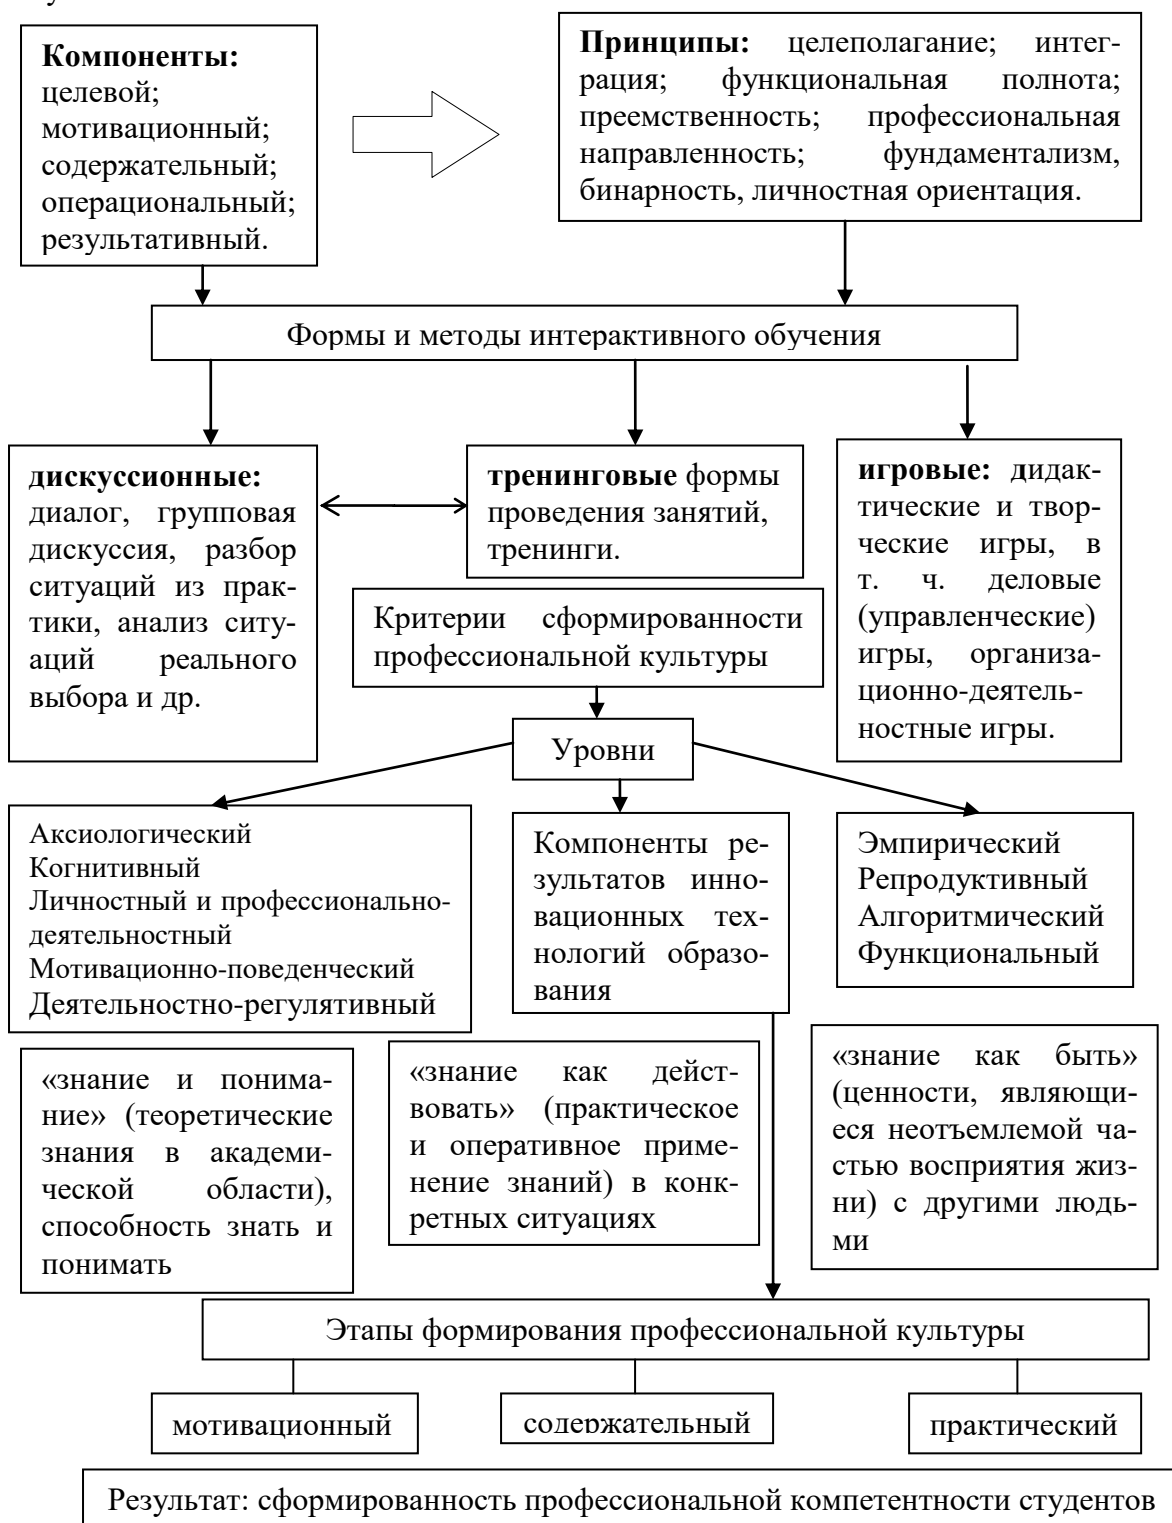 Компоненты:
целевой;
мотивационный;
содержательный;
операциональный;
результативный.
Принципы: целеполагание; интег-
рация; функциональная полнота;
преемственность; профессиональная
направленность; фундаментализм,
бинарность, личностная ориентация.
Формы и методы интерактивного обучения
дискуссионные:
диалог, групповая
дискуссия, разбор
ситуаций из прак-
тики, анализ ситу-
аций реального
выбора и др.
тренинговые формы
проведения занятий,
тренинги.
игровые: дидак-
тические и твор-
ческие игры, в
т. ч. деловые
(управленческие)
игры, организа-
ционно-деятель-
ностные игры.
Критерии сформированности
профессиональной культуры
Уровни
Аксиологический
Когнитивный
Личностный и профессионально-
деятельностный
Мотивационно-поведенческий
Деятельностно-регулятивный
Компоненты ре-
зультатов инно-
вационных тех-
нологий образо-
вания
Эмпирический
Репродуктивный
Алгоритмический
Функциональный
«знание и понима-
ние» (теоретические
знания в академи-
ческой области),
способность знать и
понимать
«знание как дейст-
вовать» (практическое
и оперативное приме-
нение знаний) в конк-
ретных ситуациях
«знание как быть»
(ценности, являющи-
еся неотъемлемой ча-
стью восприятия жиз-
ни) с другими людь-
ми
Этапы формирования профессиональной культуры
мотивационный
содержательный
практический
Результат: сформированность профессиональной компетентности студентов